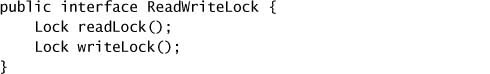 public interface ReadWriteLock {
    Lock readLock();
    Lock writeLock();
}